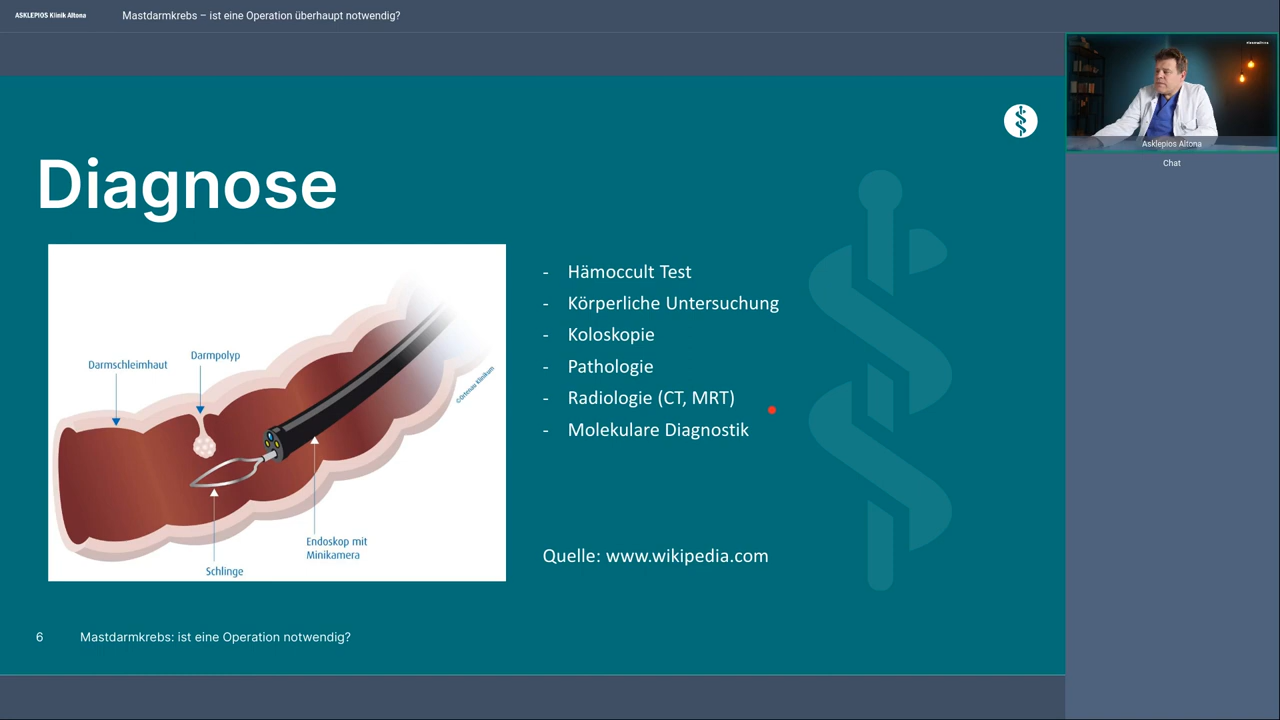 ASKLEPIOS Klinik Altona
Mastdarmkrebs – ist eine Operation überhaupt notwendig?
Asklepios Altona
Chat
Diagnose
Darmschleimhaut
Darmpolyp
©Ortenau Klinikum
Endoskop mit
Minikamera
Schlinge
- Hämoccult Test
- Körperliche Untersuchung
- Koloskopie
- Pathologie
- Radiologie (CT, MRT)
- Molekulare Diagnostik
Quelle: www.wikipedia.com
6 Mastdarmkrebs: ist eine Operation notwendig?